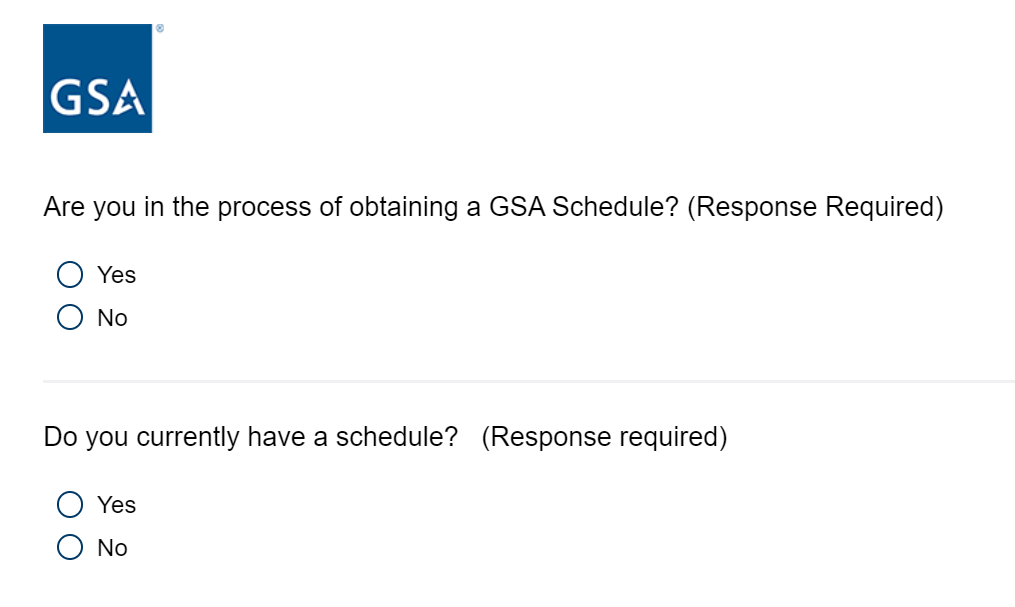 ®
GSA
Are you in the process of obtaining a GSA Schedule? (Response Required)
Yes
No
Do you currently have a schedule? (Response required)
Yes
No